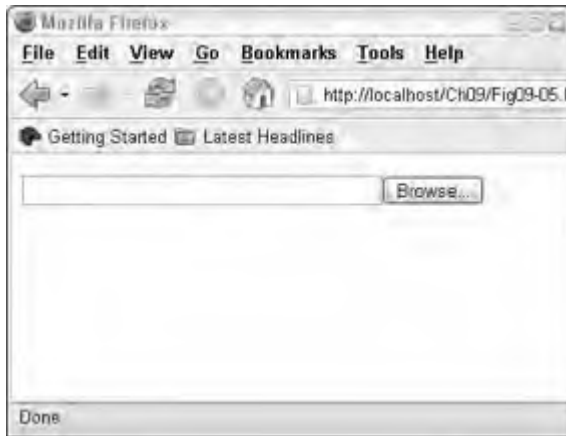 Mozilla Firefox
File Edit View Go Bookmarks Tools Help
http://localhost/Ch09/Fig09-05.
Getting Started Latest Headlines
Browse...
Done